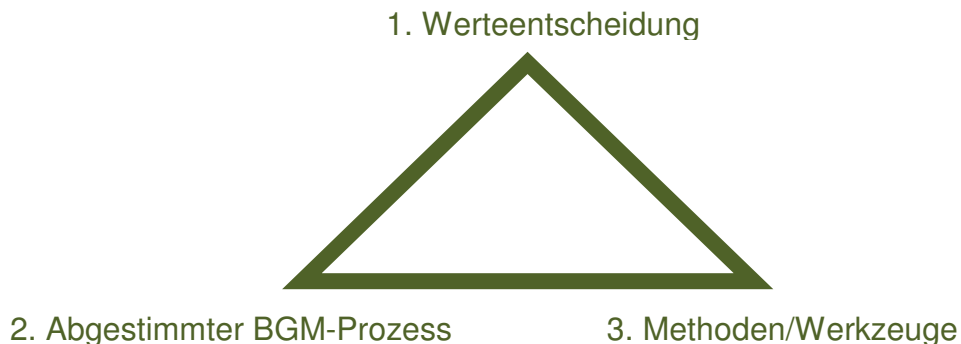 1. Werteentscheidung
2. Abgestimmter BGM-Prozess
3. Methoden/Werkzeuge